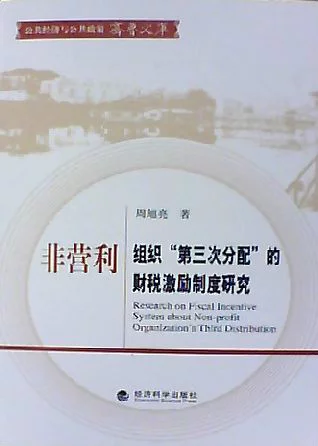 公共经济与公共政策 齐鲁文库
周旭亮 著
非营利
组织“第三次分配”的
财税激励制度研究
Research on Fiscal Incentive
System about Non-profit
Organization's Third Distribution
经济科学出版社
Economic Science Press